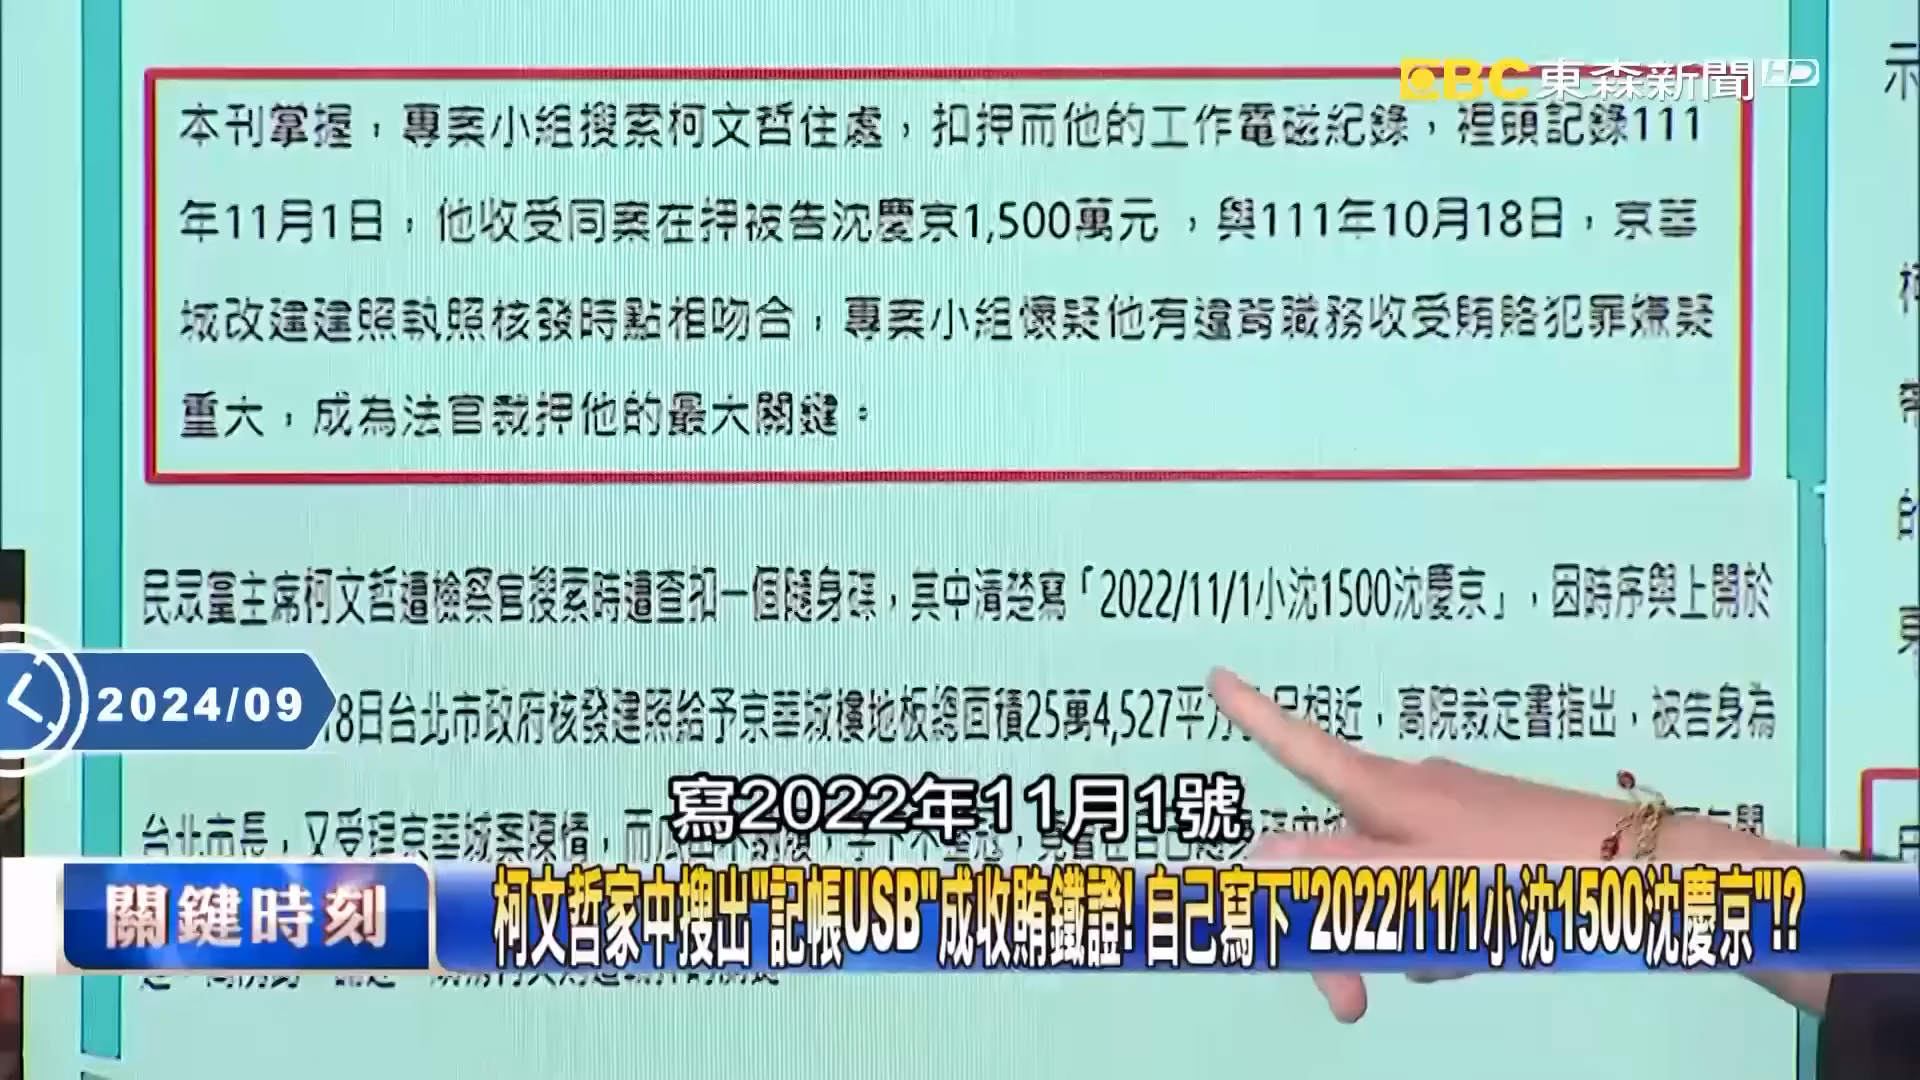 EBC 東森新聞 HD
本刊掌握，專案小組搜索柯文哲住處，扣押而他的工作電磁紀錄，裡頭記錄111
年11月1日，他收受同案在押被告沈慶京1,500萬元，與111年10月18日，京華
城改建建照執照核發時點相吻合，專案小組懷疑他有違背職務收受賄賂犯罪嫌疑
重大，成為法官裁押他的最大關鍵。
民眾黨主席柯文哲遭檢察官搜索時遭查扣一個隨身碟，其中清楚寫「2022/11/1小沈1500沈慶京」，因時序與上開於
8日台北市政府核發建照給予京華城樓地板總面積25萬4,527平方 相近，高院裁定書指出，被告身為
2024/09
台北市長，又受理京華城案陳情，而
寫2022年11月1號
關鍵時刻
柯文哲家中搜出"記帳USB"成收賄鐵證! 自己寫下"2022/11/1小沈1500沈慶京"!?
示
的